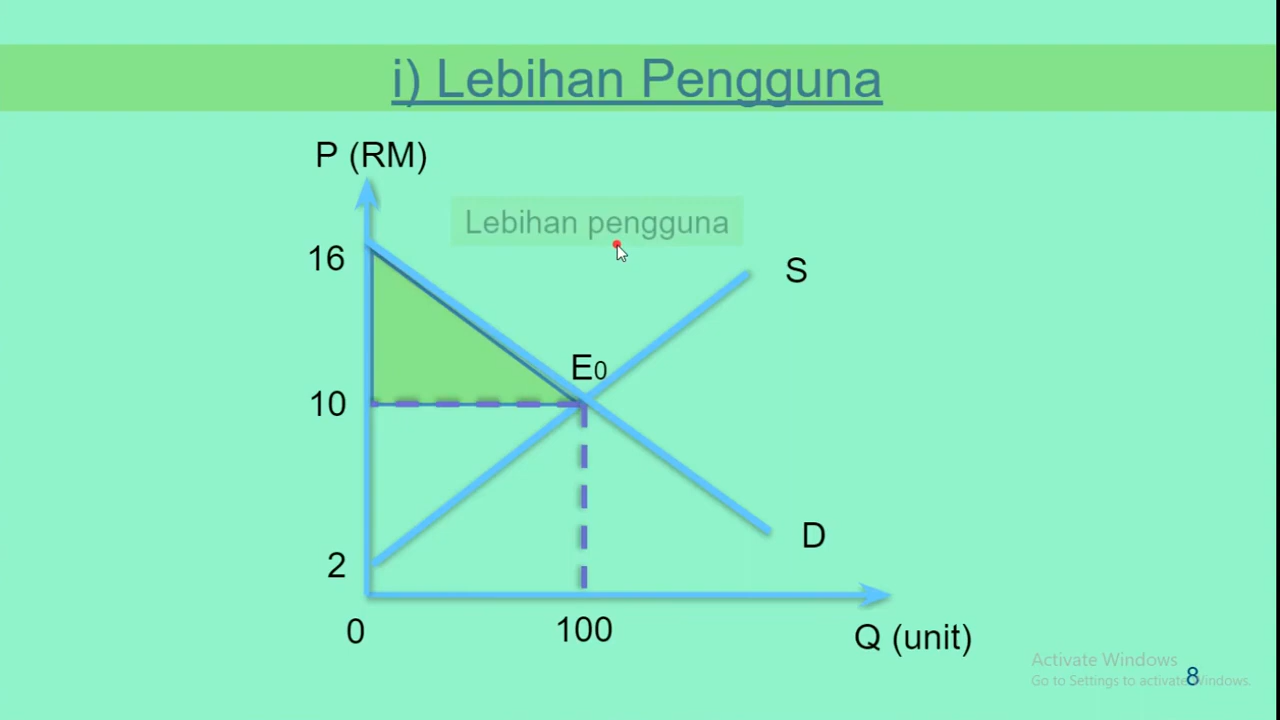 i) Lebihan Pengguna
P (RM)
Lebihan pengguna
16
S
E0
10
D
2
0
100
Q (unit)
Activate Windows
Go to Settings to activate Windows.
8